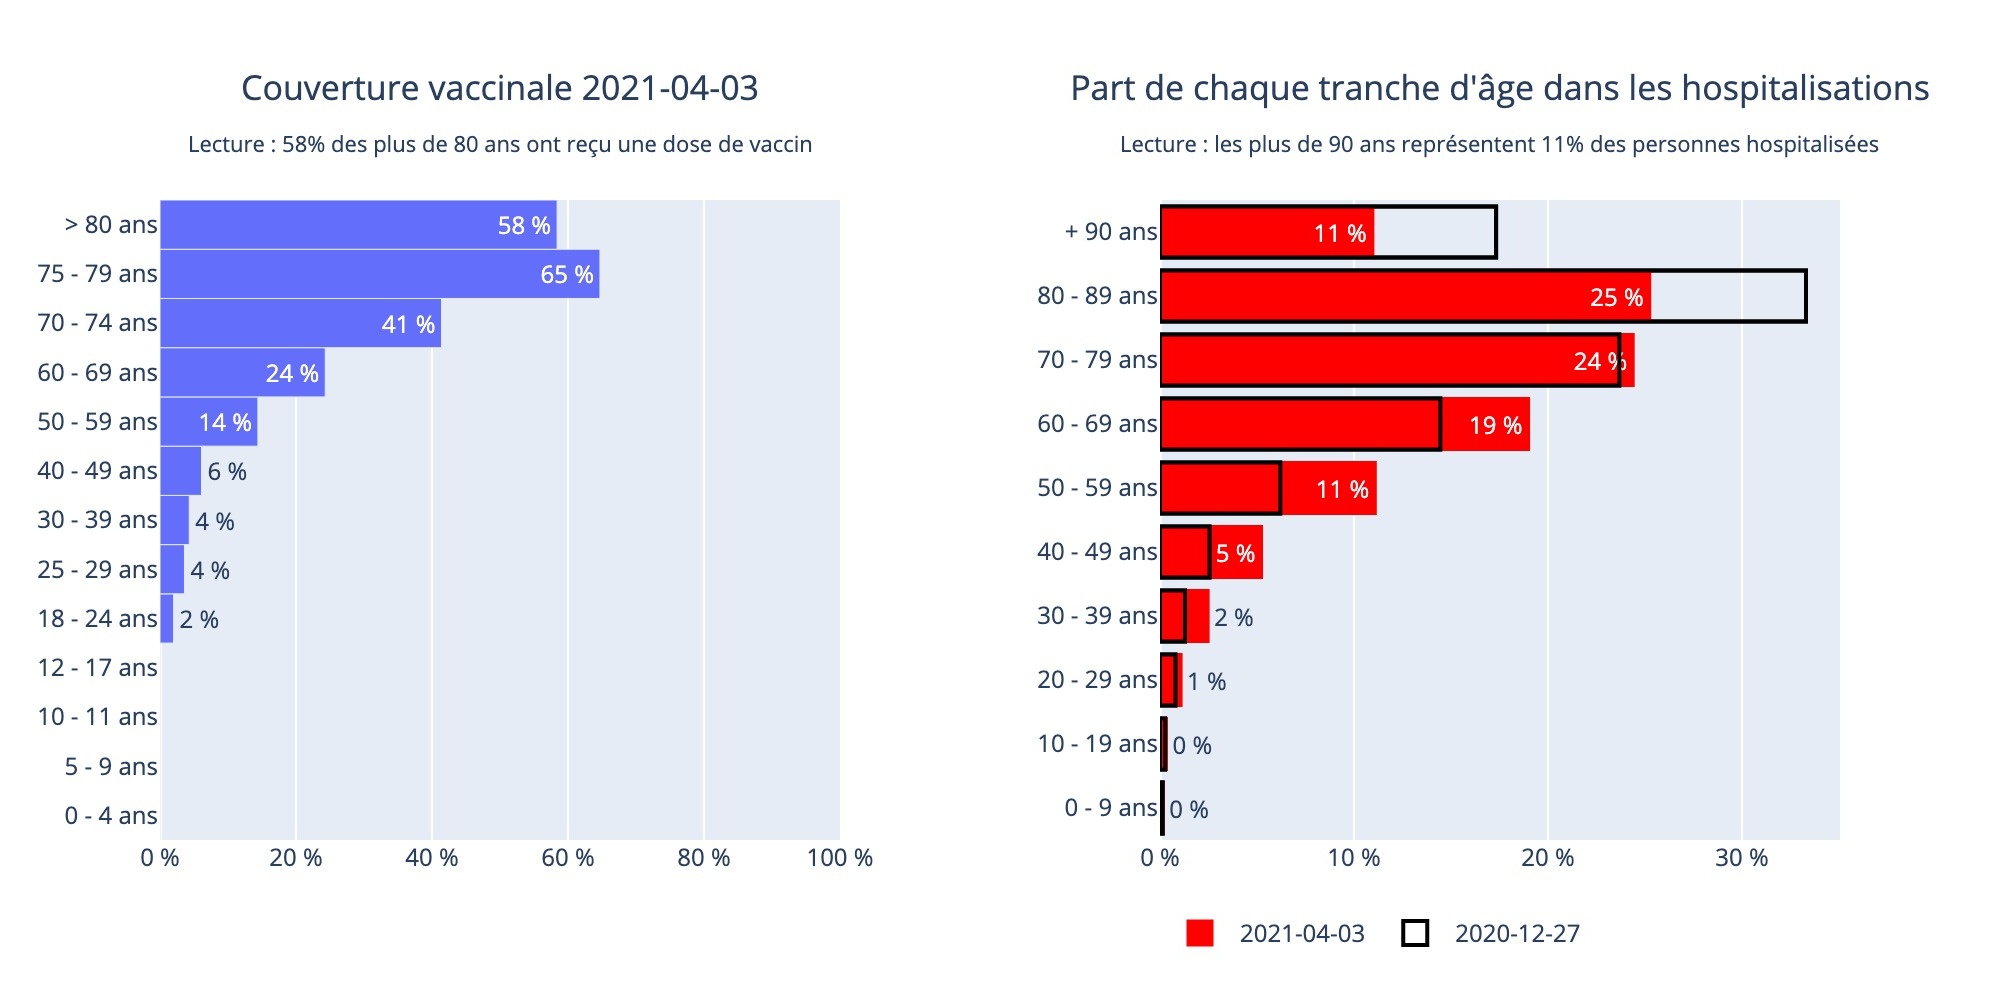 Couverture vaccinale 2021-04-03
Lecture : 58% des plus de 80 ans ont reçu une dose de vaccin
> 80 ans 58 %
75 - 79 ans 65 %
70 - 74 ans 41 %
60 - 69 ans 24 %
50 - 59 ans 14 %
40 - 49 ans 6 %
30 - 39 ans 4 %
25 - 29 ans 4 %
18 - 24 ans 2 %
12 - 17 ans
10 - 11 ans
5 - 9 ans
0 - 4 ans
0 % 20 % 40 % 60 % 80 % 100 %
Part de chaque tranche d'âge dans les hospitalisations
Lecture : les plus de 90 ans représentent 11% des personnes hospitalisées
+ 90 ans 11 %
80 - 89 ans 25 %
70 - 79 ans 24 %
60 - 69 ans 19 %
50 - 59 ans 11 %
40 - 49 ans 5 %
30 - 39 ans 2 %
20 - 29 ans 1 %
10 - 19 ans 0 %
0 - 9 ans 0 %
0 % 10 % 20 % 30 %
2021-04-03 2020-12-27